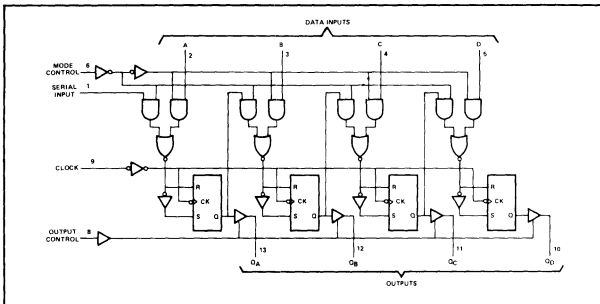 DATA INPUTS
A B C D
2 3 4 5
MODE CONTROL 6
SERIAL INPUT 1
CLOCK 9
R R R R
CK CK CK CK
S Q S Q S Q S Q
OUTPUT CONTROL 8
13 12 11 10
QA QB QC QD
OUTPUTS